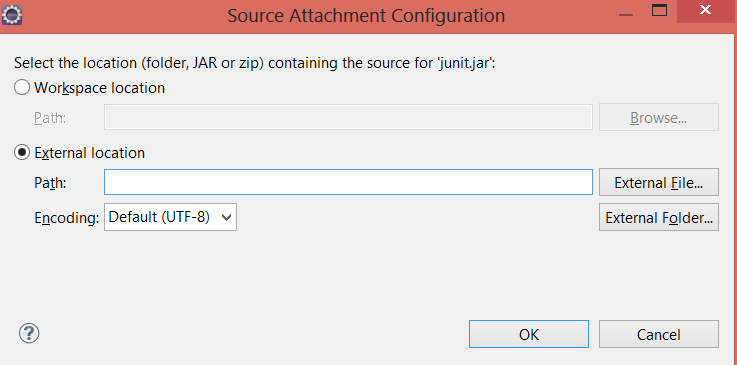 Source Attachment Configuration
Select the location (folder, JAR or zip) containing the source for 'junit.jar':
Workspace location
Path:
Browse...
External location
Path:
External File...
Encoding:
Default (UTF-8)
External Folder...
?
OK
Cancel